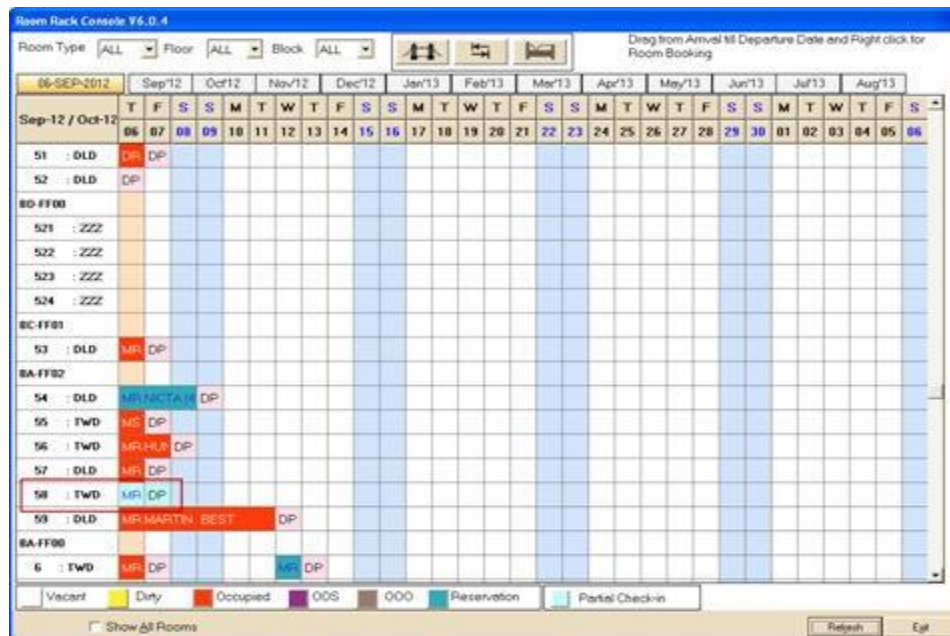 Room Rack Console V6.0.4
Room Type ALL Floor ALL Block ALL
Drag from Arrival till Departure Date and Right click for
Room Booking
06-SEP-2012 Sep'12 Oct'12 Nov'12 Dec'12 Jan'13 Feb'13 Mar'13 Apr'13 May'13 Jun'13 Jul'13 Aug'13
Sep-12 / Oct-12
T F S S M T W T F S S M T W T F S S M T W T F S S M T W T F S
06 07 08 09 10 11 12 13 14 15 16 17 18 19 20 21 22 23 24 25 26 27 28 29 30 01 02 03 04 05 06
51 : DLD DP
52 : DLD DP
BD-FF00
521 : ZZZ
522 : ZZZ
523 : ZZZ
524 : ZZZ
BC-FF01
53 : DLD MR DP
BA-FF02
54 : DLD MR.NICTA DP
55 : TWD MS DP
56 : TWD MR.HUN DP
57 : DLD MR DP
58 : TWD MR DP
59 : DLD MR.MARTIN BEST DP
BA-FF00
6 : TWD MR DP MR DP
Vacant Dirty Occupied OOS OOO Reservation Partial Check-in
Show All Rooms Refresh Exit